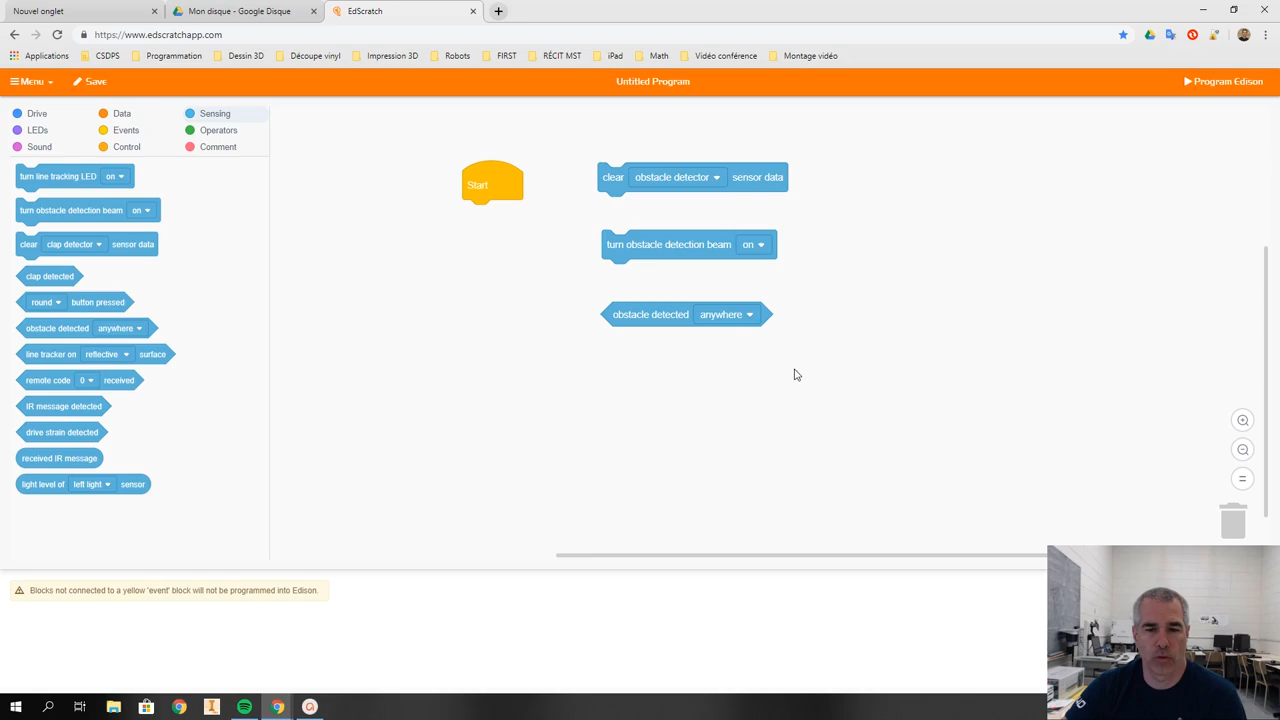 Nouvel onglet
Mon disque - Google Disque
EdScratch
https://www.edscratchapp.com
Applications
CSDPS
Programmation
Dessin 3D
Découpe vinyl
Impression 3D
Robots
FIRST
RÉCIT MST
iPad
Math
Vidéo conférence
Montage vidéo
Menu
Save
Untitled Program
Program Edison
Drive
Data
Sensing
LEDs
Events
Operators
Sound
Control
Comment
turn line tracking LED on
turn obstacle detection beam on
clear clap detector sensor data
clap detected
round button pressed
obstacle detected anywhere
line tracker on reflective surface
remote code 0 received
IR message detected
drive strain detected
received IR message
light level of left light sensor
Start
clear obstacle detector sensor data
turn obstacle detection beam on
obstacle detected anywhere
Blocks not connected to a yellow 'event' block will not be programmed into Edison.